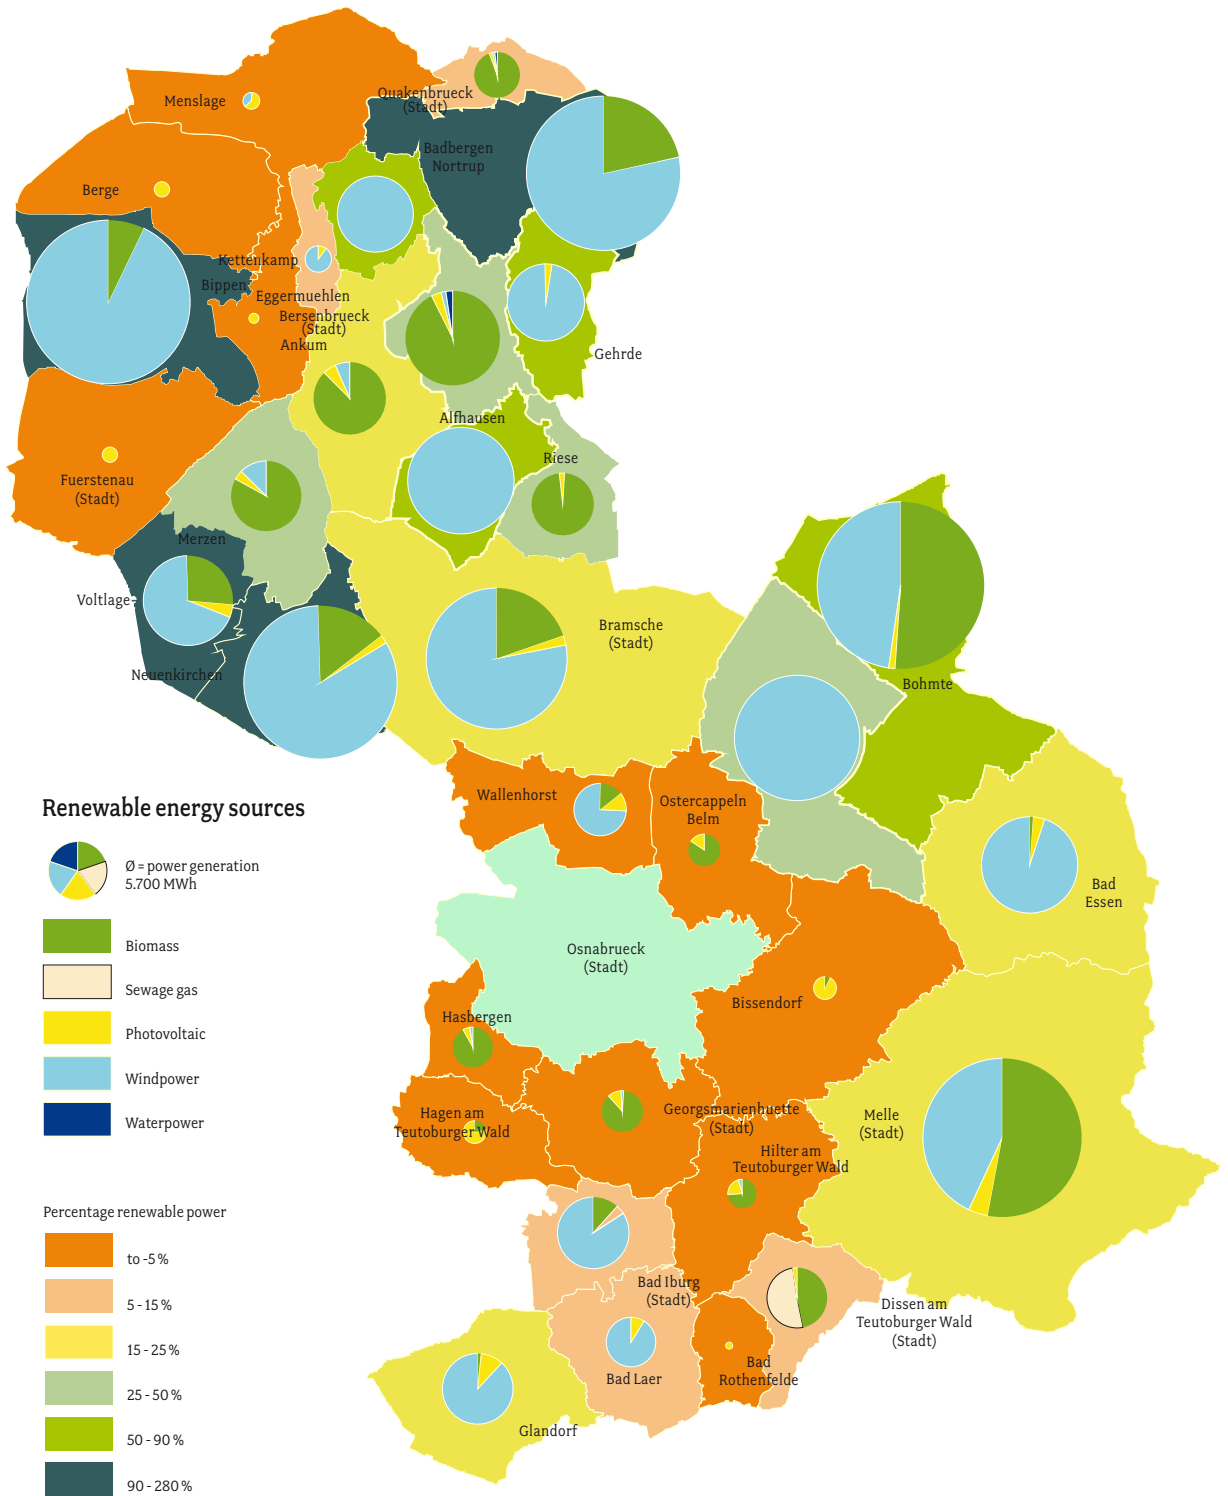 Menslage
Quakenbrueck
(Stadt)
Badbergen
Nortrup
Berge
Kettenkamp
Bippen
Eggermuehlen
Bersenbrueck
(Stadt)
Ankum
Gehrde
Alfhausen
Riese
Fuerstenau
(Stadt)
Merzen
Voltlage
Neuenkirchen
Bramsche
(Stadt)
Bohmte
Wallenhorst
Ostercappeln
Belm
Bad
Essen
Osnabrueck
(Stadt)
Bissendorf
Hasbergen
Hagen am
Teutoburger Wald
Georgsmarienhuette
(Stadt)
Melle
(Stadt)
Hilter am
Teutoburger Wald
Bad Iburg
(Stadt)
Dissen am
Teutoburger Wald
(Stadt)
Bad Laer
Bad
Rothenfelde
Glandorf
Renewable energy sources
Ø = power generation
5.700 MWh
Biomass
Sewage gas
Photovoltaic
Windpower
Waterpower
Percentage renewable power
to -5 %
5 - 15 %
15 - 25 %
25 - 50 %
50 - 90 %
90 - 280 %